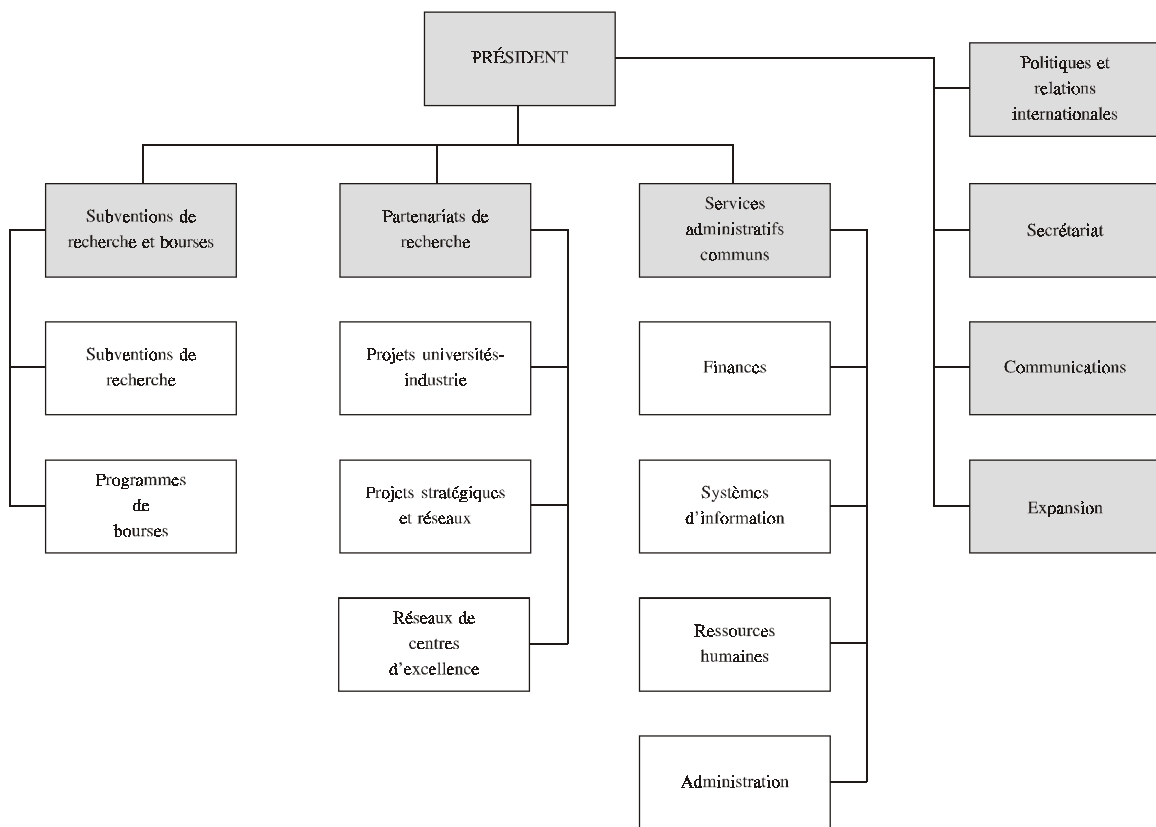 PRÉSIDENT
Politiques et
relations
internationales
Subventions de
recherche et bourses
Partenariats de
recherche
Services
administratifs
communs
Secrétariat
Subventions de
recherche
Projets universités-
industrie
Finances
Communications
Programmes
de
bourses
Projets stratégiques
et réseaux
Systèmes
d'information
Expansion
Réseaux de
centres
d'excellence
Ressources
humaines
Administration